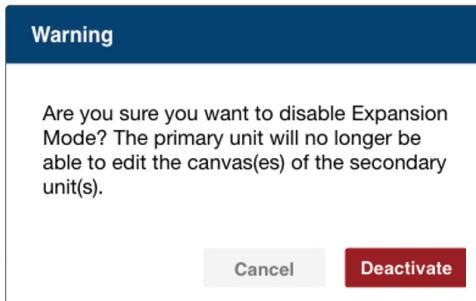 Warning
Are you sure you want to disable Expansion
Mode? The primary unit will no longer be
able to edit the canvas(es) of the secondary
unit(s).
Cancel
Deactivate